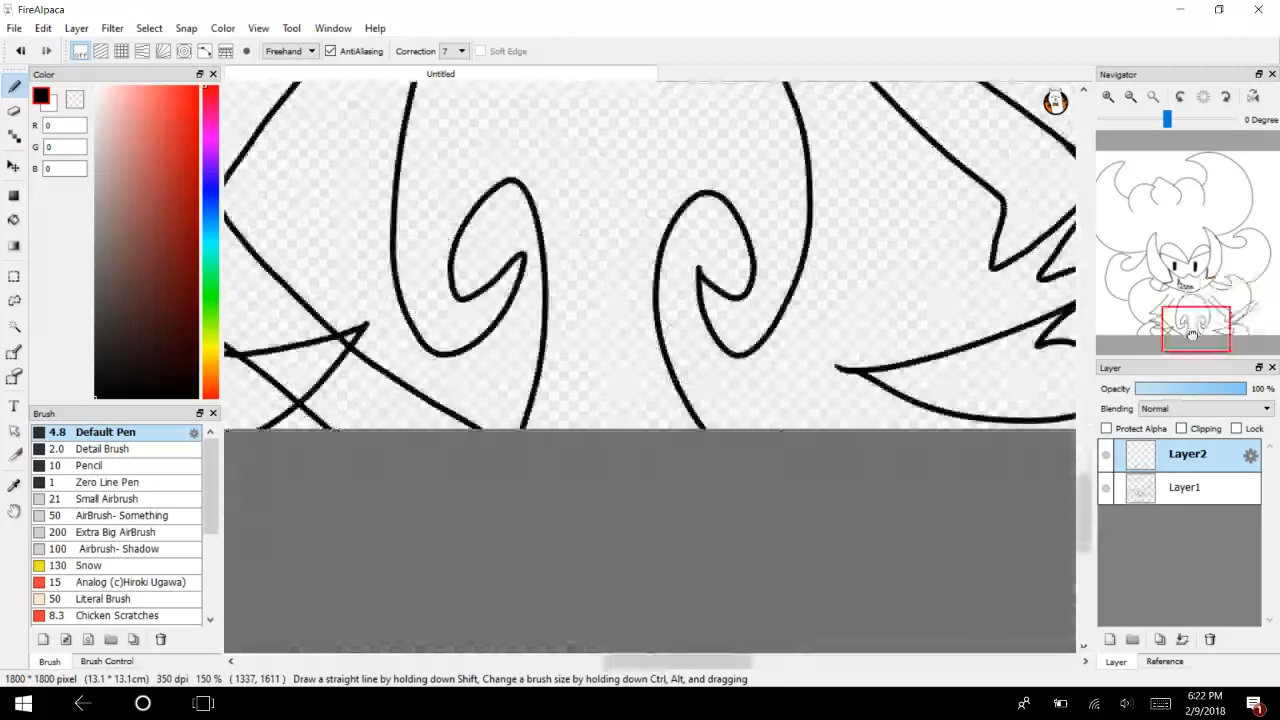 FireAlpaca
File Edit Layer Filter Select Snap Color View Tool Window Help
off Freehand AntiAliasing Correction 7 Soft Edge
Color
Untitled
Navigator
R 0
G 0
B 0
0 Degree
Brush
4.8 Default Pen
2.0 Detail Brush
10 Pencil
1 Zero Line Pen
21 Small Airbrush
50 AirBrush- Something
200 Extra Big AirBrush
100 Airbrush- Shadow
130 Snow
15 Analog (c)Hiroki Ugawa)
50 Literal Brush
8.3 Chicken Scratches
Brush Brush Control
Layer
Opacity 100 %
Blending Normal
Protect Alpha Clipping Lock
Layer2
Layer1
Layer Reference
1800 * 1800 pixel (13.1 * 13.1cm) 350 dpi 150 % ( 1337, 1611 ) Draw a straight line by holding down Shift, Change a brush size by holding down Ctrl, Alt, and dragging
6:22 PM
2/9/2018
1